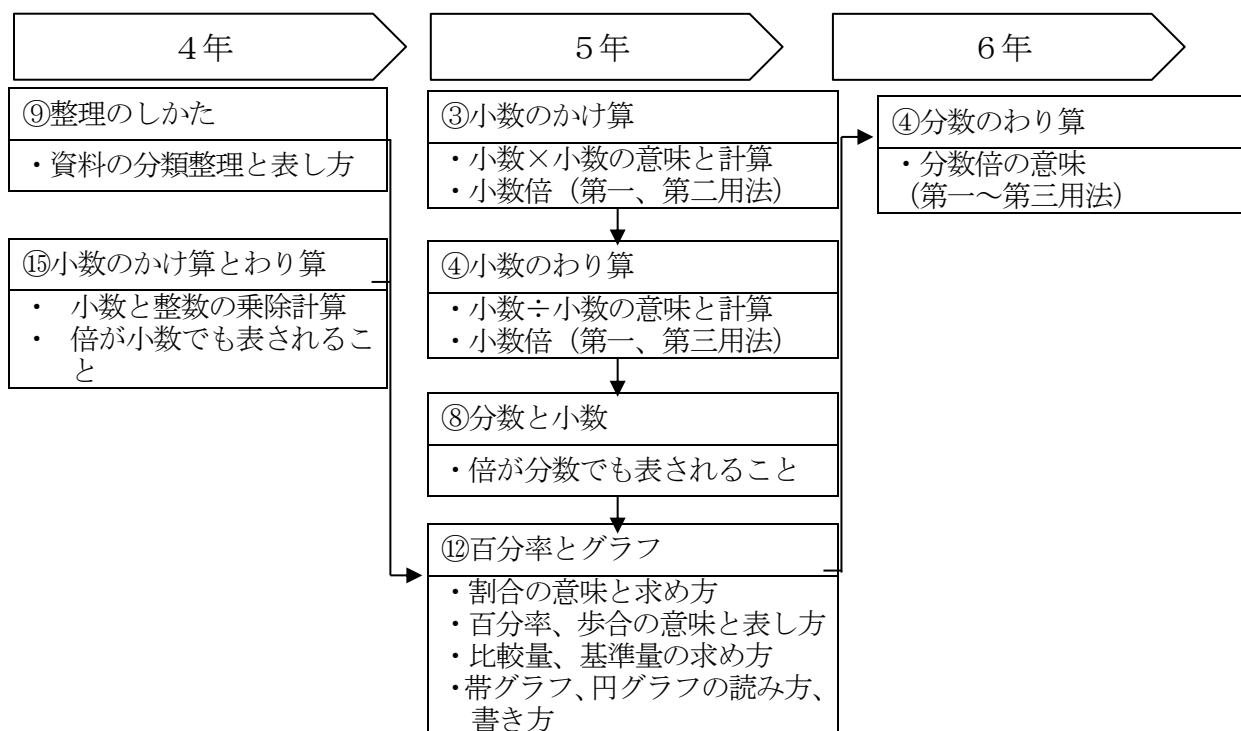 4年
5年
6年
⑨整理のしかた
・資料の分類整理と表し方
⑮小数のかけ算とわり算
・ 小数と整数の乗除計算
・ 倍が小数でも表されるこ
と
③小数のかけ算
・小数×小数の意味と計算
・小数倍（第一、第二用法）
④小数のわり算
・小数÷小数の意味と計算
・小数倍（第一、第三用法）
⑧分数と小数
・倍が分数でも表されること
⑫百分率とグラフ
・割合の意味と求め方
・百分率、歩合の意味と表し方
・比較量、基準量の求め方
・帯グラフ、円グラフの読み方、
書き方
④分数のわり算
・分数倍の意味
（第一～第三用法）